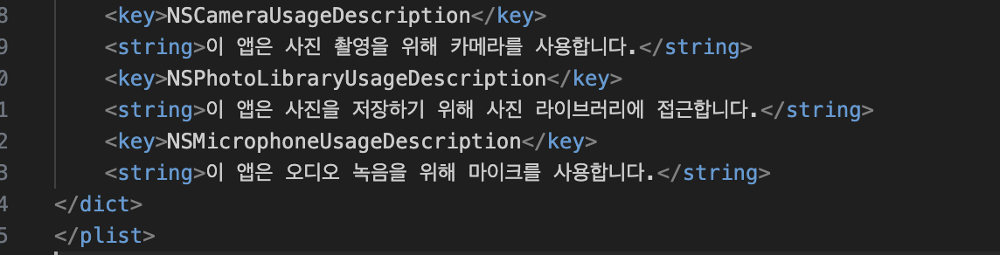 8 <key>NSCameraUsageDescription</key>
9 <string>이 앱은 사진 촬영을 위해 카메라를 사용합니다.</string>
0 <key>NSPhotoLibraryUsageDescription</key>
1 <string>이 앱은 사진을 저장하기 위해 사진 라이브러리에 접근합니다.</string>
2 <key>NSMicrophoneUsageDescription</key>
3 <string>이 앱은 오디오 녹음을 위해 마이크를 사용합니다.</string>
4 </dict>
5 </plist>